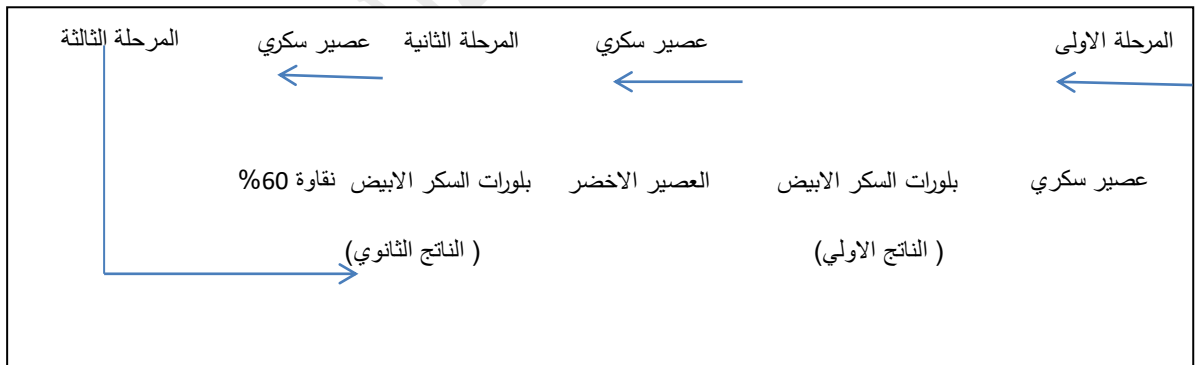 المرحلة الاولى عصير سكري المرحلة الثانية عصير سكري المرحلة الثالثة
عصير سكري بلورات السكر الابيض العصير الاخضر بلورات السكر الابيض نقاوة 60%
( الناتج الاولي) ( الناتج الثانوي)